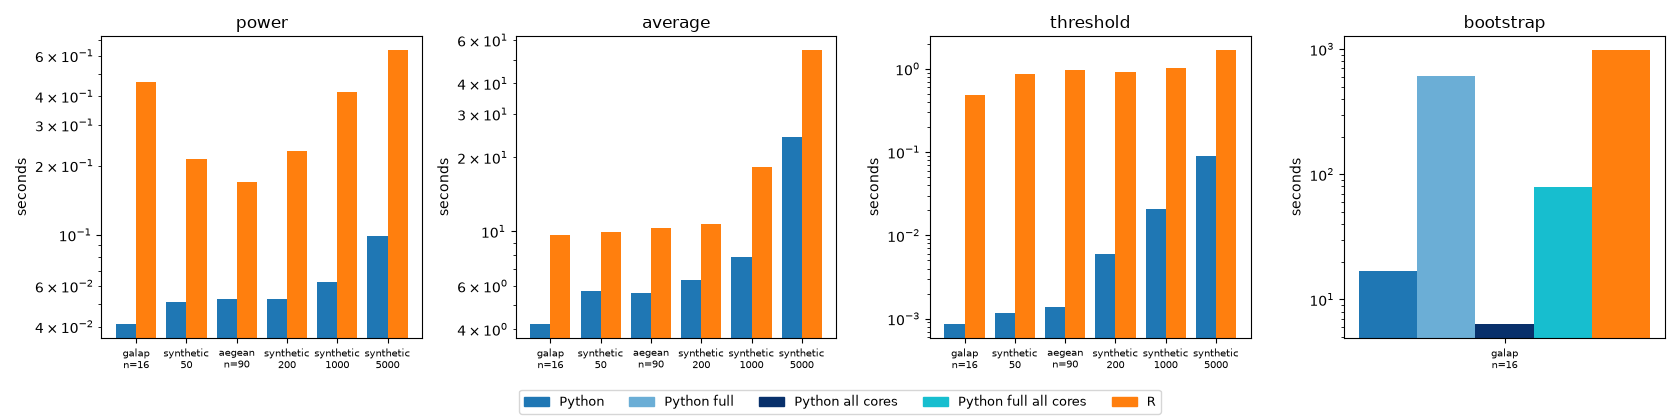 power
average
threshold
bootstrap
seconds
6 × 10⁻¹
4 × 10⁻¹
3 × 10⁻¹
2 × 10⁻¹
10⁻¹
6 × 10⁻²
4 × 10⁻²
galap n=16
synthetic 50
aegean n=90
synthetic 200
synthetic 1000
synthetic 5000
seconds
6 × 10¹
4 × 10¹
3 × 10¹
2 × 10¹
10¹
6 × 10⁰
4 × 10⁰
galap n=16
synthetic 50
aegean n=90
synthetic 200
synthetic 1000
synthetic 5000
seconds
10⁰
10⁻¹
10⁻²
10⁻³
galap n=16
synthetic 50
aegean n=90
synthetic 200
synthetic 1000
synthetic 5000
seconds
10³
10²
10¹
galap n=16
Python
Python full
Python all cores
Python full all cores
R